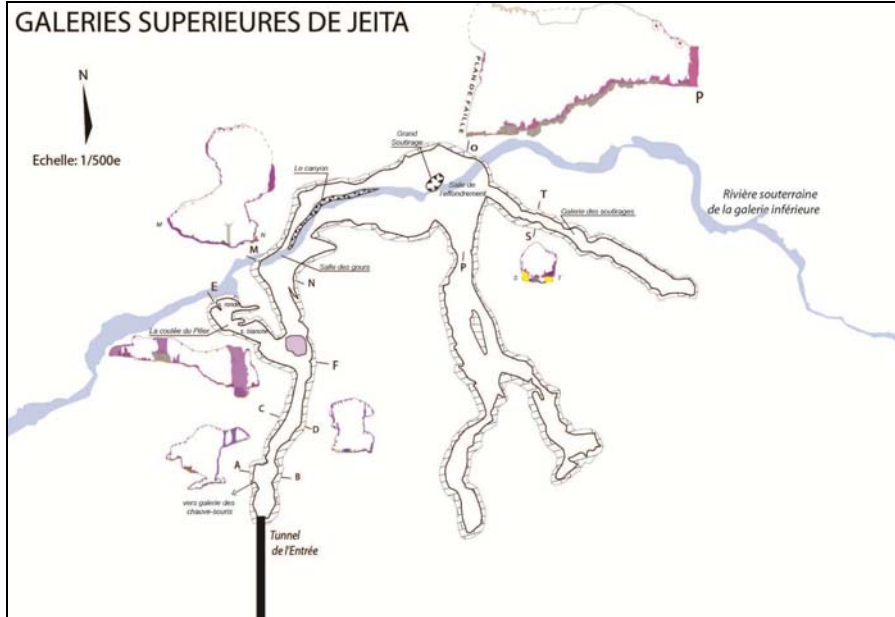 GALERIES SUPERIEURES DE JEITA
N
Echelle: 1/500e
PLAN DE FAILLE
P
Grand
Soutirage
O
Le canyon
Salle de
l'effondrement
T
Galerie des soutirages
Rivière souterraine
de la galerie inférieure
M
N
M
Salle des gours
N
P
S
S
T
E
s. ronde
La coulée du Pilier
s. blanche
F
C
D
A
B
vers galerie des
chauve-souris
Tunnel
de l'Entrée